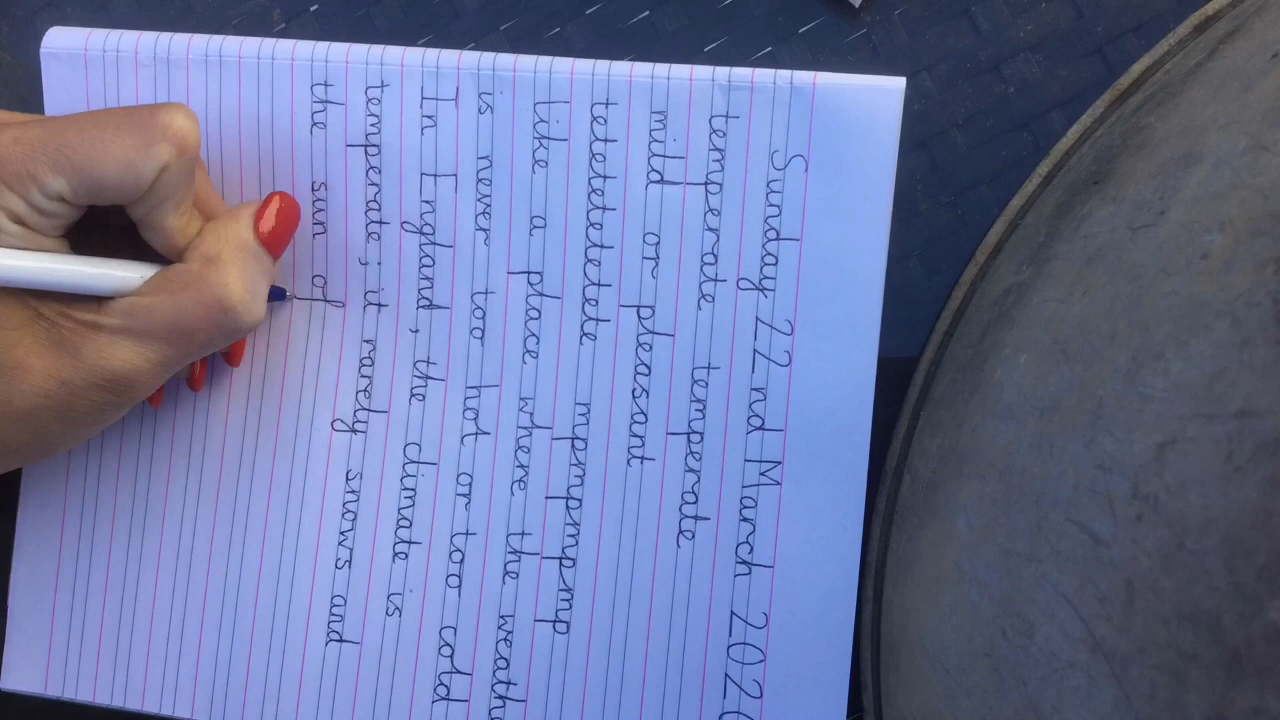 Sunday 22nd March 202
temperate temperate
mild or pleasant
tetetetetetete mpmpmpmp
like a place where the weath
is never too hot or too cold
In England, the climate is
temperate; it rarely snows and
the sun of